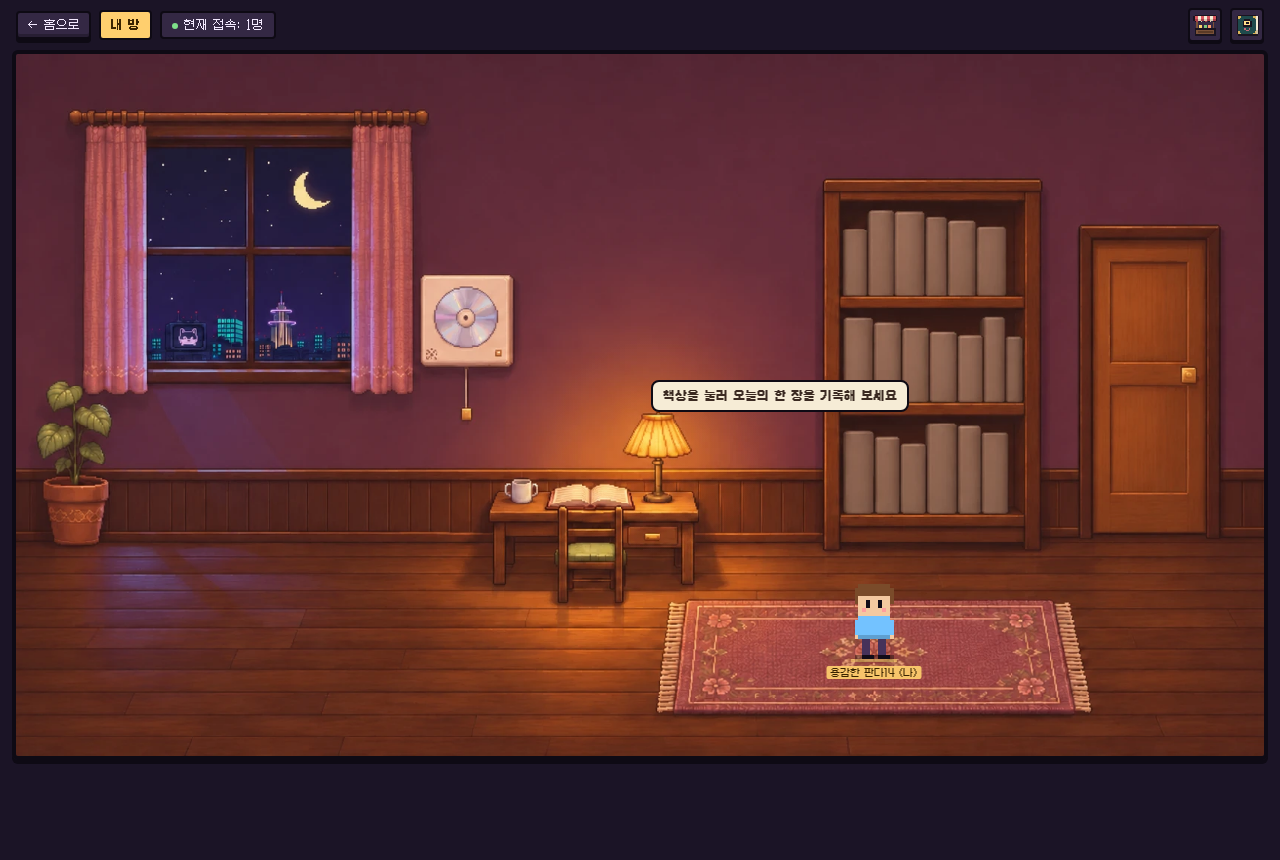 ← 홈으로
내 방
현재 접속: 1명
책상을 눌러 오늘의 한 장을 기록해 보세요
용감한 판다14 (나)